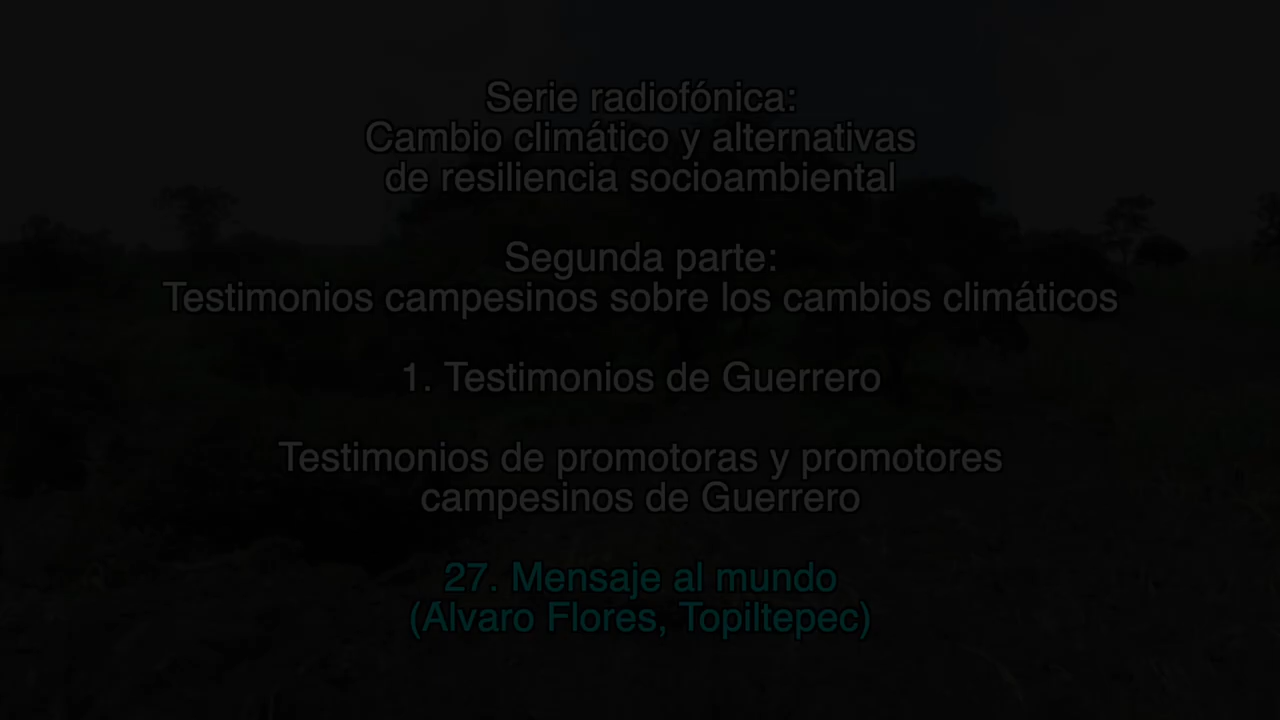 Serie radiofónica:
Cambio climático y alternativas
de resiliencia socioambiental
Segunda parte:
Testimonios campesinos sobre los cambios climáticos
1. Testimonios de Guerrero
Testimonios de promotoras y promotores
campesinos de Guerrero
27. Mensaje al mundo
(Álvaro Flores, Topiltepec)